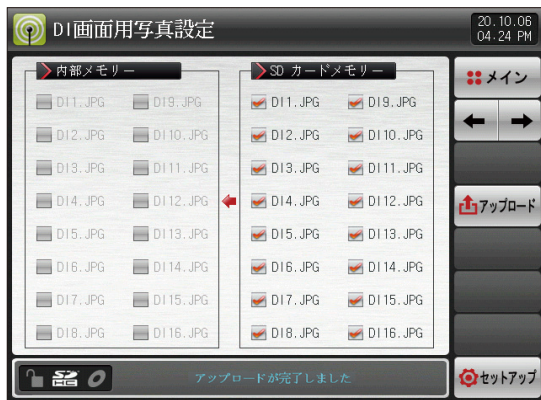 DI画面用写真設定
20.10.06
04:24 PM
内部メモリー
DI1.JPG DI9.JPG
DI2.JPG DI10.JPG
DI3.JPG DI11.JPG
DI4.JPG DI12.JPG
DI5.JPG DI13.JPG
DI6.JPG DI14.JPG
DI7.JPG DI15.JPG
DI8.JPG DI16.JPG
SD カードメモリー
DI1.JPG DI9.JPG
DI2.JPG DI10.JPG
DI3.JPG DI11.JPG
DI4.JPG DI12.JPG
DI5.JPG DI13.JPG
DI6.JPG DI14.JPG
DI7.JPG DI15.JPG
DI8.JPG DI16.JPG
メイン
アップロード
セットアップ
SD HC
アップロードが完了しました